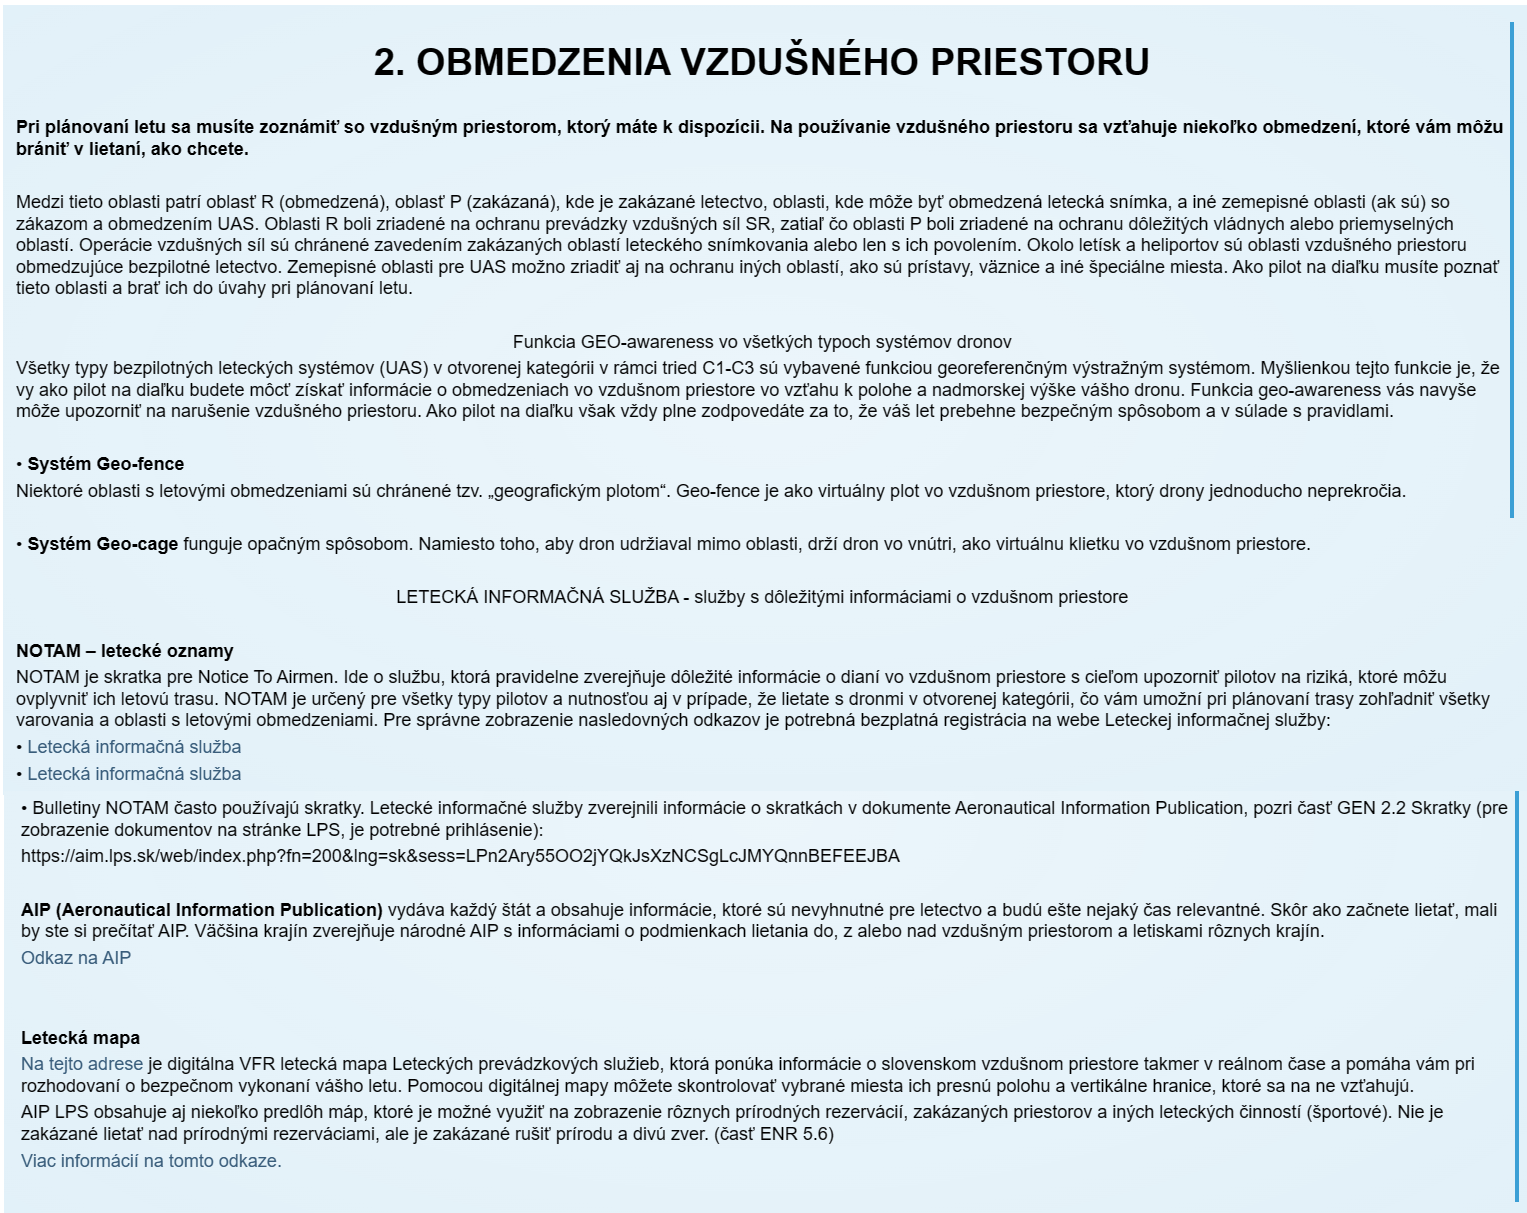 2. OBMEDZENIA VZDUŠNÉHO PRIESTORU
Pri plánovaní letu sa musíte zoznámiť so vzdušným priestorom, ktorý máte k dispozícii. Na používanie vzdušného priestoru sa vzťahuje niekoľko obmedzení, ktoré vám môžu
brániť v lietaní, ako chcete.
Medzi tieto oblasti patrí oblasť R (obmedzená), oblasť P (zakázaná), kde je zakázané letectvo, oblasti, kde môže byť obmedzená letecká snímka, a iné zemepisné oblasti (ak sú) so
zákazom a obmedzením UAS. Oblasti R boli zriadené na ochranu prevádzky vzdušných síl SR, zatiaľ čo oblasti P boli zriadené na ochranu dôležitých vládnych alebo priemyselných
oblastí. Operácie vzdušných síl sú chránené zavedením zakázaných oblastí leteckého snímkovania alebo len s ich povolením. Okolo letísk a heliportov sú oblasti vzdušného priestoru
obmedzujúce bezpilotné letectvo. Zemepisné oblasti pre UAS možno zriadiť aj na ochranu iných oblastí, ako sú prístavy, väznice a iné špeciálne miesta. Ako pilot na diaľku musíte poznať
tieto oblasti a brať ich do úvahy pri plánovaní letu.
Funkcia GEO-awareness vo všetkých typoch systémov dronov
Všetky typy bezpilotných leteckých systémov (UAS) v otvorenej kategórii v rámci tried C1-C3 sú vybavené funkciou georeferenčným výstražným systémom. Myšlienkou tejto funkcie je, že
vy ako pilot na diaľku budete môcť získať informácie o obmedzeniach vo vzdušnom priestore vo vzťahu k polohe a nadmorskej výške vášho dronu. Funkcia geo-awareness vás navyše
môže upozorniť na narušenie vzdušného priestoru. Ako pilot na diaľku však vždy plne zodpovedáte za to, že váš let prebehne bezpečným spôsobom a v súlade s pravidlami.
• Systém Geo-fence
Niektoré oblasti s letovými obmedzeniami sú chránené tzv. „geografickým plotom“. Geo-fence je ako virtuálny plot vo vzdušnom priestore, ktorý drony jednoducho neprekročia.
• Systém Geo-cage funguje opačným spôsobom. Namiesto toho, aby dron udržiaval mimo oblasti, drží dron vo vnútri, ako virtuálnu klietku vo vzdušnom priestore.
LETECKÁ INFORMAČNÁ SLUŽBA - služby s dôležitými informáciami o vzdušnom priestore
NOTAM – letecké oznamy
NOTAM je skratka pre Notice To Airmen. Ide o službu, ktorá pravidelne zverejňuje dôležité informácie o dianí vo vzdušnom priestore s cieľom upozorniť pilotov na riziká, ktoré môžu
ovplyvniť ich letovú trasu. NOTAM je určený pre všetky typy pilotov a nutnosťou aj v prípade, že lietate s dronmi v otvorenej kategórii, čo vám umožní pri plánovaní trasy zohľadniť všetky
varovania a oblasti s letovými obmedzeniami. Pre správne zobrazenie nasledovných odkazov je potrebná bezplatná registrácia na webe Leteckej informačnej služby:
• Letecká informačná služba
• Letecká informačná služba
• Bulletiny NOTAM často používajú skratky. Letecké informačné služby zverejnili informácie o skratkách v dokumente Aeronautical Information Publication, pozri časť GEN 2.2 Skratky (pre
zobrazenie dokumentov na stránke LPS, je potrebné prihlásenie):
https://aim.lps.sk/web/index.php?fn=200&lng=sk&sess=LPn2Ary55OO2jYQkJsXzNCSgLcJMYQnnBEFEEJBA
AIP (Aeronautical Information Publication) vydáva každý štát a obsahuje informácie, ktoré sú nevyhnutné pre letectvo a budú ešte nejaký čas relevantné. Skôr ako začnete lietať, mali
by ste si prečítať AIP. Väčšina krajín zverejňuje národné AIP s informáciami o podmienkach lietania do, z alebo nad vzdušným priestorom a letiskami rôznych krajín.
Odkaz na AIP
Letecká mapa
Na tejto adrese je digitálna VFR letecká mapa Leteckých prevádzkových služieb, ktorá ponúka informácie o slovenskom vzdušnom priestore takmer v reálnom čase a pomáha vám pri
rozhodovaní o bezpečnom vykonaní vášho letu. Pomocou digitálnej mapy môžete skontrolovať vybrané miesta ich presnú polohu a vertikálne hranice, ktoré sa na ne vzťahujú.
AIP LPS obsahuje aj niekoľko predlôh máp, ktoré je možné využiť na zobrazenie rôznych prírodných rezervácií, zakázaných priestorov a iných leteckých činností (športové). Nie je
zakázané lietať nad prírodnými rezerváciami, ale je zakázané rušiť prírodu a divú zver. (časť ENR 5.6)
Viac informácií na tomto odkaze.